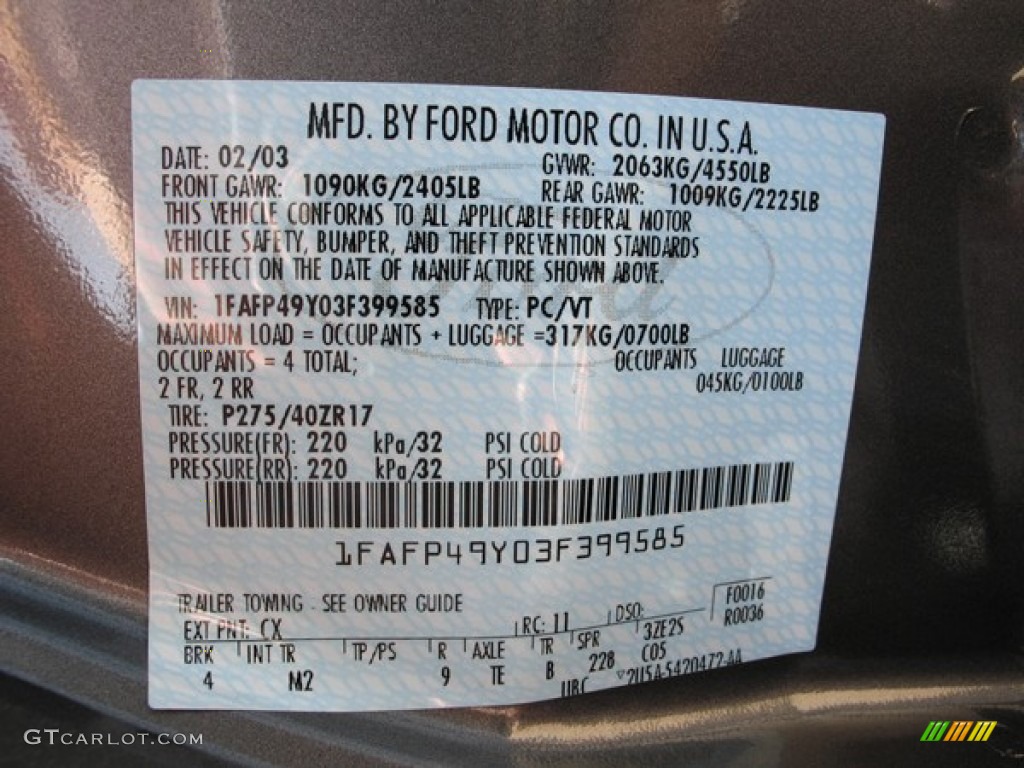 MFD. BY FORD MOTOR CO. IN U.S.A.
DATE: 02/03 GVWR: 2063KG/4550LB
FRONT GAWR: 1090KG/2405LB REAR GAWR: 1009KG/2225LB
THIS VEHICLE CONFORMS TO ALL APPLICABLE FEDERAL MOTOR
VEHICLE SAFETY, BUMPER, AND THEFT PREVENTION STANDARDS
IN EFFECT ON THE DATE OF MANUFACTURE SHOWN ABOVE.
VIN: 1FAFP49Y03F399585 TYPE: PC/VT
MAXIMUM LOAD = OCCUPANTS + LUGGAGE =317KG/0700LB
OCCUPANTS = 4 TOTAL; OCCUPANTS LUGGAGE
2 FR, 2 RR 045KG/0100LB
TIRE: P275/40ZR17
PRESSURE(FR): 220 kPa/32 PSI COLD
PRESSURE(RR): 220 kPa/32 PSI COLD
1FAFP49Y03F399585
TRAILER TOWING - SEE OWNER GUIDE F0016
EXT PNT: CX RC: 11 DSO: R0036
BRK INT TR TP/PS R AXLE TR SPR 3ZE25
4 M2 9 TE B 228 C05
UBC 2U5A-5420472-AA
GTCARLOT.COM